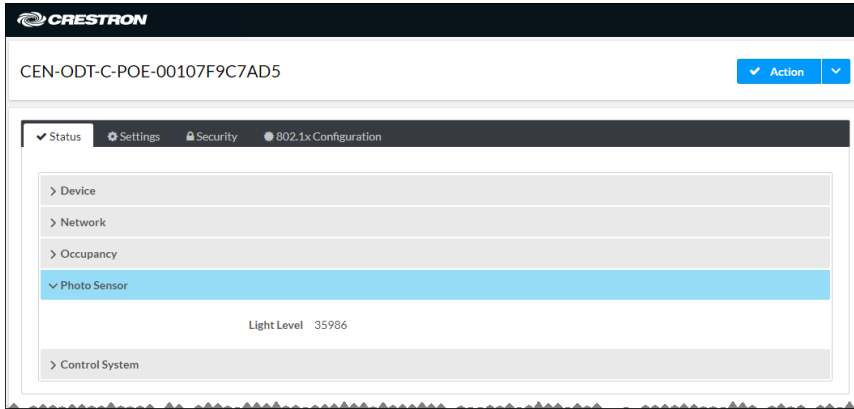 CRESTRON
CEN-ODT-C-POE-00107F9C7AD5
Action
Status Settings Security 802.1x Configuration
Device
Network
Occupancy
Photo Sensor
Light Level 35986
Control System